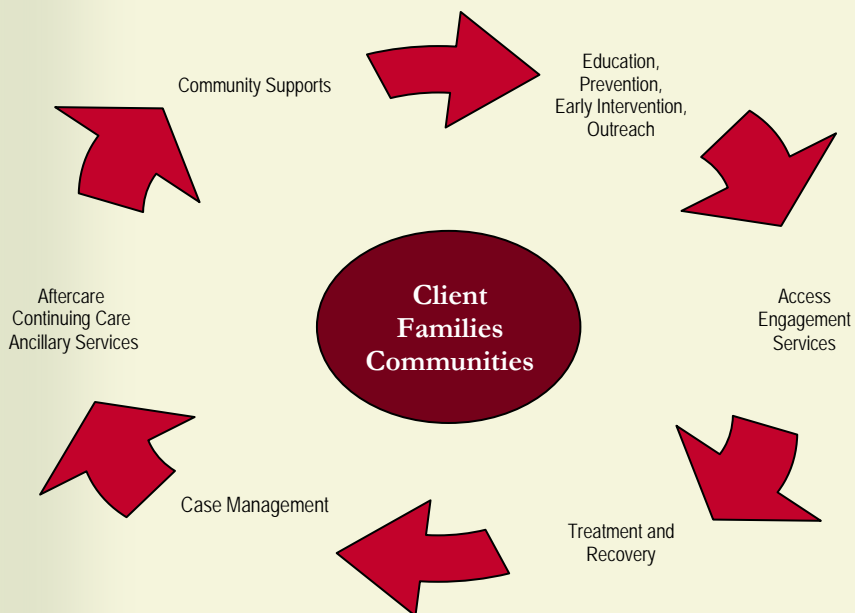 Community Supports
Education,
Prevention,
Early Intervention,
Outreach
Access
Engagement
Services
Treatment and
Recovery
Case Management
Aftercare
Continuing Care
Ancillary Services
Client
Families
Communities